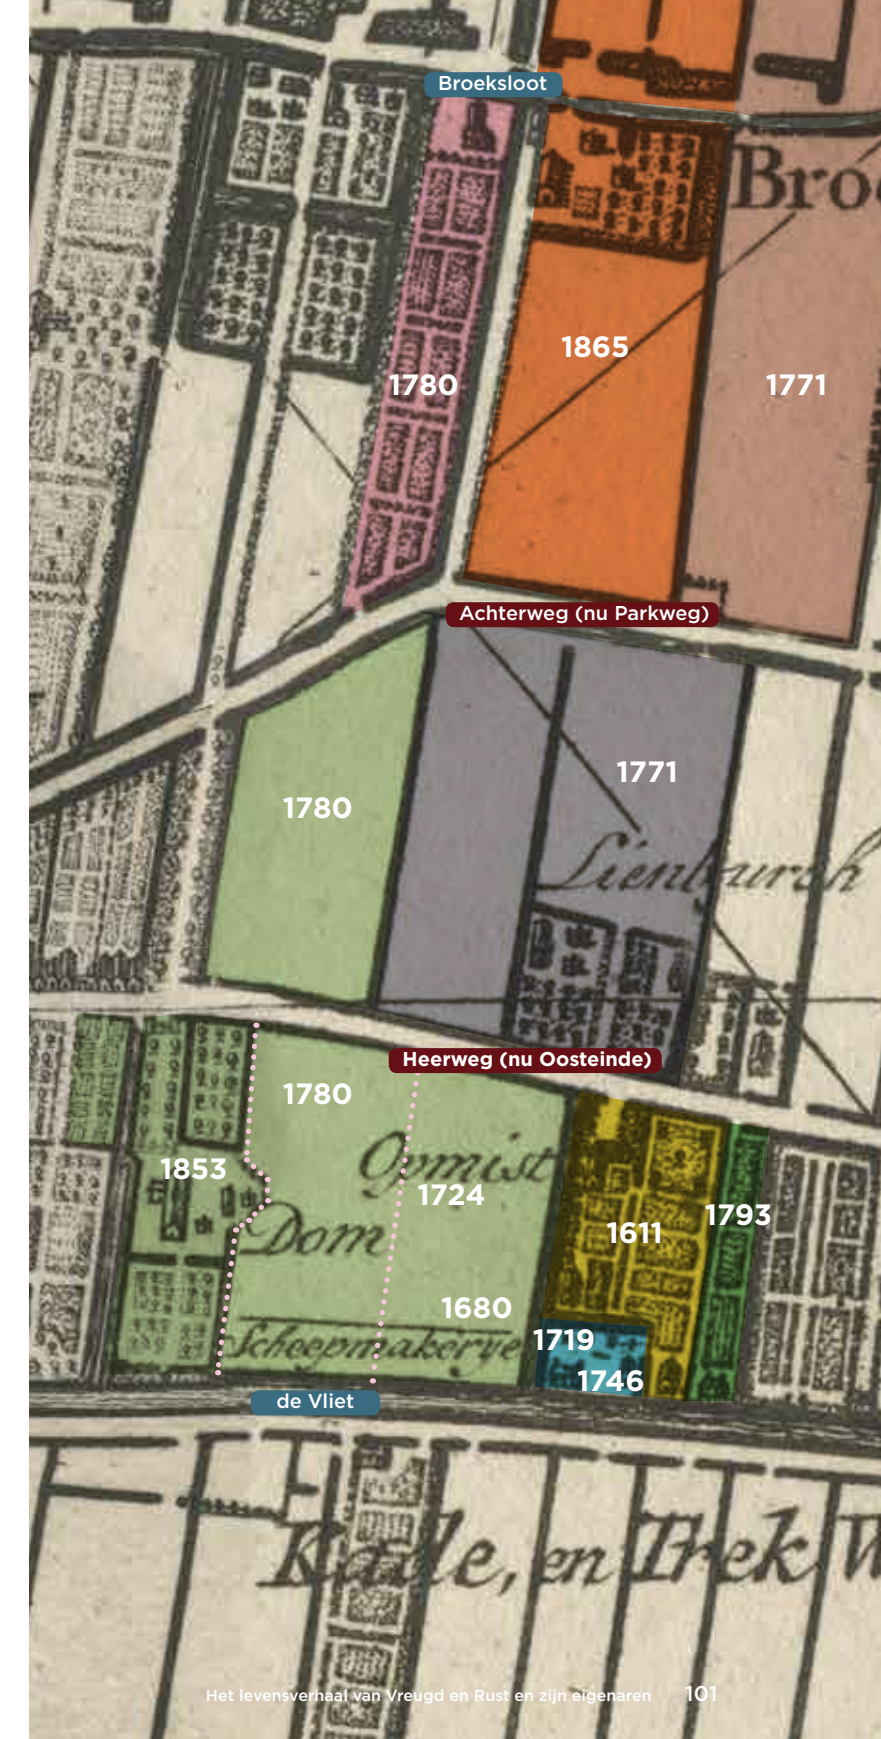 Broeksloot
Bro
1865
1780
1771
Achterweg (nu Parkweg)
1771
1780
Lienburch
Heerweg (nu Oosteinde)
1780
Opmist
1853
1724
1793
1611
Dom
1680
Scheepmakerye
1719
1746
de Vliet
Kade, en Trek W
Het levensverhaal van Vreugd en Rust en zijn eigenaren 101